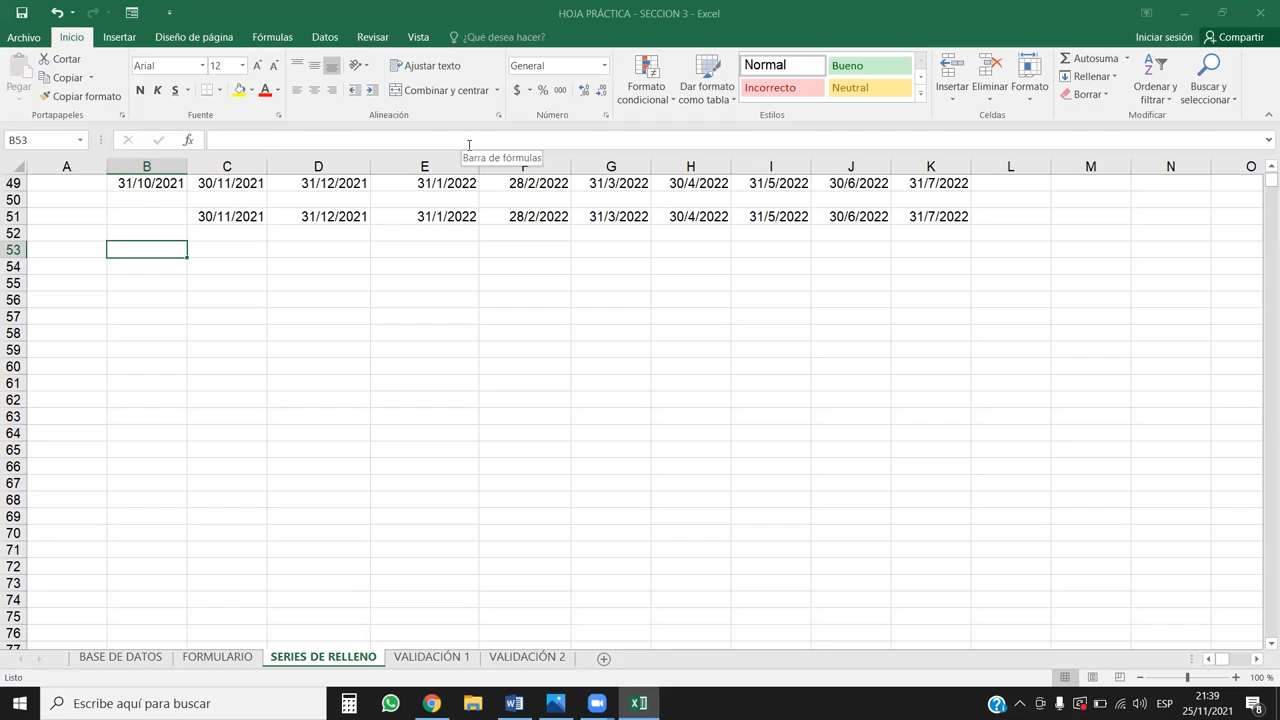 HOJA PRÁCTICA - SECCION 3 - Excel
Archivo Inicio Insertar Diseño de página Fórmulas Datos Revisar Vista ¿Qué desea hacer? Iniciar sesión Compartir
Pegar
Cortar
Copiar
Copiar formato
Portapapeles
Arial 12
N K S
Fuente
Ajustar texto
Combinar y centrar
Alineación
General
$ % 000
Número
Formato condicional
Dar formato como tabla
Normal Bueno
Incorrecto Neutral
Estilos
Insertar Eliminar Formato
Celdas
Autosuma
Rellenar
Borrar
Ordenar y filtrar
Buscar y seleccionar
Modificar
B53 fx
Barra de fórmulas
A B C D E F G H I J K L M N O
49 31/10/2021 30/11/2021 31/12/2021 31/1/2022 28/2/2022 31/3/2022 30/4/2022 31/5/2022 30/6/2022 31/7/2022
50
51 30/11/2021 31/12/2021 31/1/2022 28/2/2022 31/3/2022 30/4/2022 31/5/2022 30/6/2022 31/7/2022
52
53
54
55
56
57
58
59
60
61
62
63
64
65
66
67
68
69
70
71
72
73
74
75
76
77
BASE DE DATOS FORMULARIO SERIES DE RELLENO VALIDACIÓN 1 VALIDACIÓN 2
Listo 100 %
Escribe aquí para buscar
ESP
21:39
25/11/2021
8